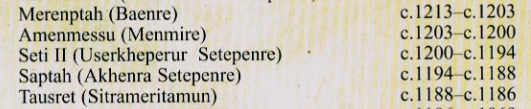 Merenptah (Baenre) c.1213–c.1203
Amenmessu (Menmire) c.1203–c.1200
Seti II (Userkheperur Setepenre) c.1200–c.1194
Saptah (Akhenra Setepenre) c.1194–c.1188
Tausret (Sitrameritamun) c.1188–c.1186